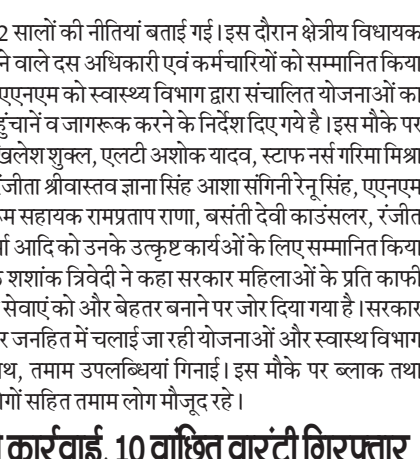 2 सालों की नीतियां बताई गई। इस दौरान क्षेत्रीय विधायक
ने वाले दस अधिकारी एवं कर्मचारियों को सम्मानित किया
एएनएम को स्वास्थ्य विभाग द्वारा संचालित योजनाओं का
हुंचानें व जागरूक करने के निर्देश दिए गये है। इस मौके पर
खलेश शुक्ल, एलटी अशोक यादव, स्टाफ नर्स गरिमा मिश्रा
ंजीता श्रीवास्तव ज्ञाना सिंह आशा संगिनी रेनू सिंह, एएनएम
सहायक रामप्रताप राणा, बसंती देवी काउंसलर, रंजीत
र्मा आदि को उनके उत्कृष्ट कार्यओं के लिए सम्मानित किया
शशांक त्रिवेदी ने कहा सरकार महिलाओं के प्रति काफी
सेवाएं को और बेहतर बनाने पर जोर दिया गया है। सरकार
र जनहित में चलाई जा रही योजनाओं और स्वास्थ विभाग
थ, तमाम उपलब्धियां गिनाई। इस मौके पर ब्लाक तथा
गों सहित तमाम लोग मौजूद रहे।
कार्रवाई, 10 वांछित वारंटी गिरफ्तार